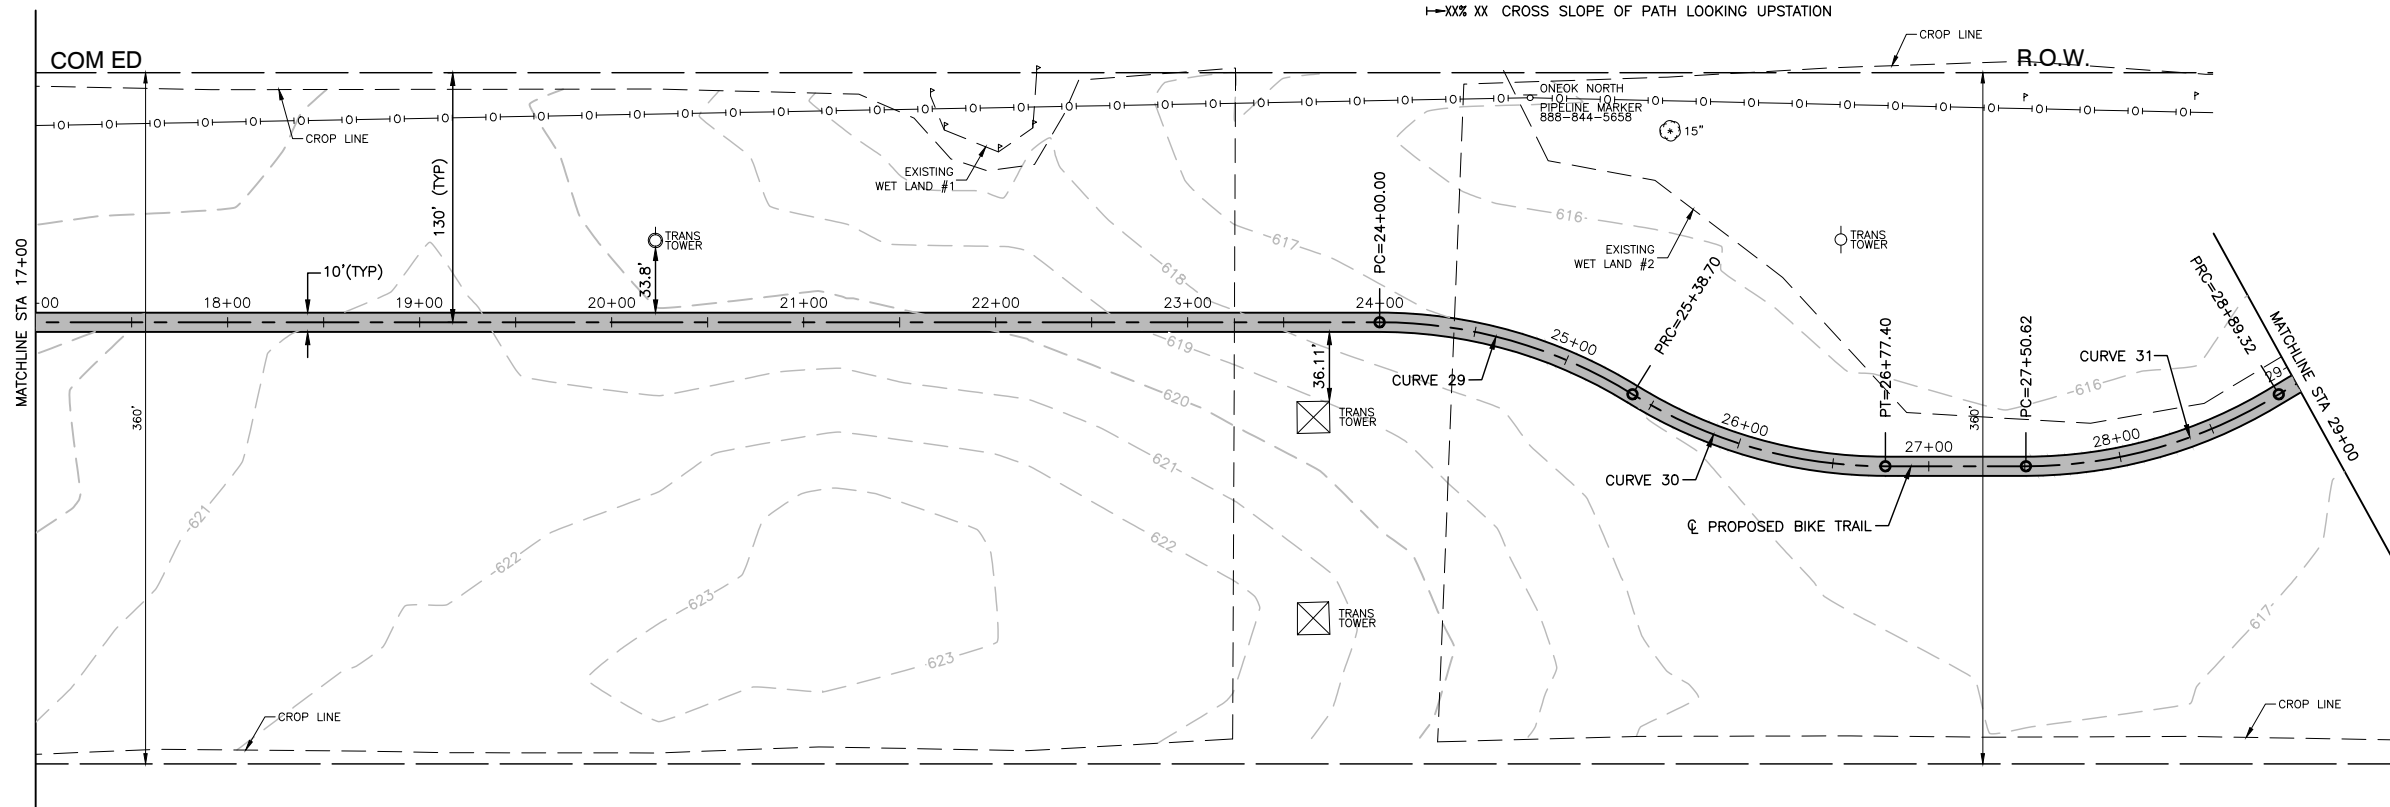 XX% XX CROSS SLOPE OF PATH LOOKING UPSTATION
CROP LINE
COM ED
R.O.W.
ONEOK NORTH
PIPELINE MARKER
888-844-5658
15"
CROP LINE
130' (TYP)
EXISTING
WET LAND #1
PC=24+00.00
616
617
618
TRANS
TOWER
33.8'
EXISTING
WET LAND #2
TRANS
TOWER
PRC=25+38.70
PRC=28+89.32
MATCHLINE STA 17+00
10'(TYP)
-00
18+00
19+00
20+00
21+00
22+00
23+00
24+00
25+00
26+00
27+00
28+00
29
PT=26+77.40
PC=27+50.62
MATCHLINE STA 29+00
CURVE 31
619
36.11'
CURVE 29
616
360'
360'
620
TRANS
TOWER
621
621
CURVE 30
℄ PROPOSED BIKE TRAIL
622
622
623
623
TRANS
TOWER
617
CROP LINE
CROP LINE